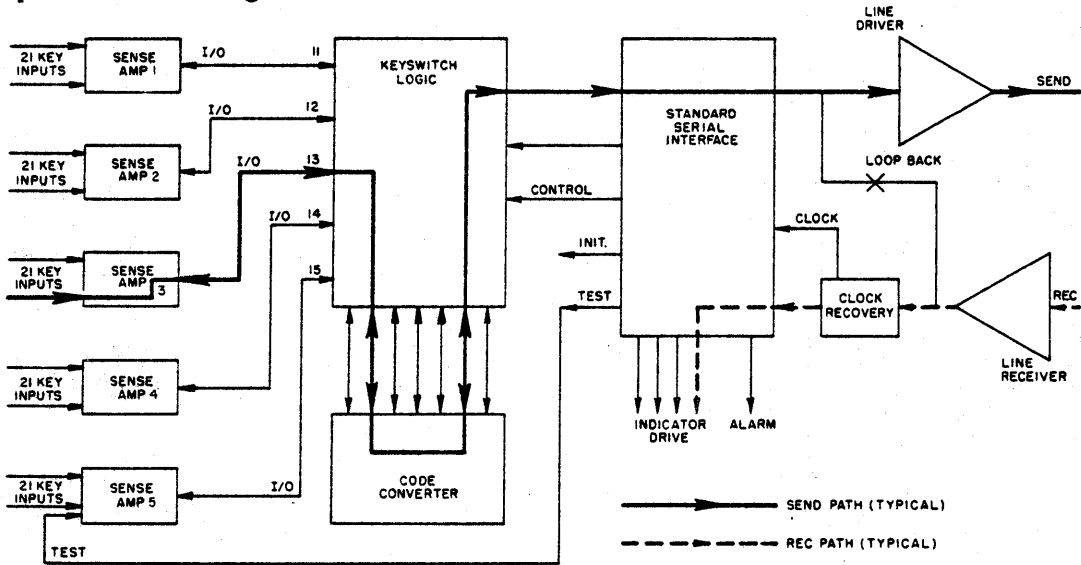 LINE
DRIVER
SEND
21 KEY
INPUTS
SENSE
AMP 1
I/O
11
KEYSWITCH
LOGIC
21 KEY
INPUTS
SENSE
AMP 2
I/O
12
STANDARD
SERIAL
INTERFACE
LOOP BACK
21 KEY
INPUTS
SENSE
AMP
3
I/O
13
CONTROL
CLOCK
I/O
14
INIT.
15
TEST
CLOCK
RECOVERY
REC
LINE
RECEIVER
21 KEY
INPUTS
SENSE
AMP 4
INDICATOR
DRIVE
ALARM
21 KEY
INPUTS
SENSE
AMP 5
I/O
CODE
CONVERTER
TEST
SEND PATH (TYPICAL)
REC PATH (TYPICAL)